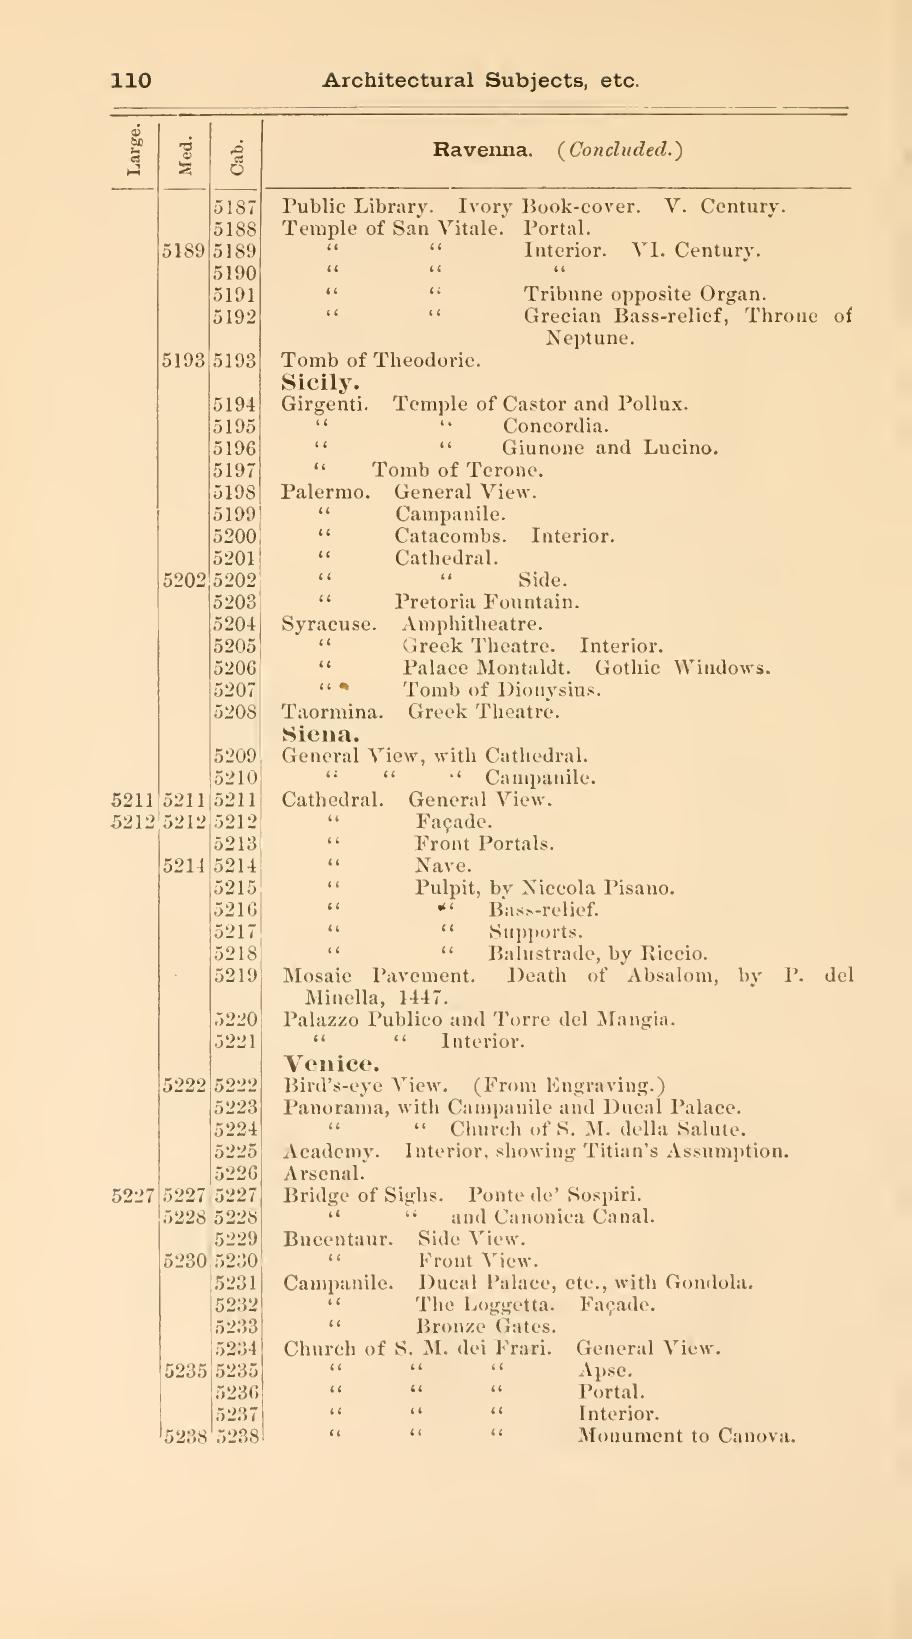 110 Architectural Subjects, etc.
Large. Med. Cab. Ravenna. (Concluded.)
5187 Public Library. Ivory Book-cover. V. Century.
5188 Temple of San Vitale. Portal.
5189 5189 “ “ Interior. VI. Century.
5190 “ “ “
5191 “ “ Tribune opposite Organ.
5192 “ “ Grecian Bass-relief, Throne of
Neptune.
5193 5193 Tomb of Theodoric.
Sicily.
5194 Girgenti. Temple of Castor and Pollux.
5195 “ “ Concordia.
5196 “ “ Giunone and Lucino.
5197 “ Tomb of Terone.
5198 Palermo. General View.
5199 “ Campanile.
5200 “ Catacombs. Interior.
5201 “ Cathedral.
5202 5202 “ “ Side.
5203 “ Pretoria Fountain.
5204 Syracuse. Amphitheatre.
5205 “ Greek Theatre. Interior.
5206 “ Palace Montaldt. Gothic Windows.
5207 “ Tomb of Dionysius.
5208 Taormina. Greek Theatre.
Siena.
5209 General View, with Cathedral.
5210 “ “ “ Campanile.
5211 5211 5211 Cathedral. General View.
5212 5212 5212 “ Façade.
5213 “ Front Portals.
5214 5214 “ Nave.
5215 “ Pulpit, by Niccola Pisano.
5216 “ “ Bass-relief.
5217 “ “ Supports.
5218 “ “ Balustrade, by Riccio.
5219 Mosaic Pavement. Death of Absalom, by P. del
Minella, 1447.
5220 Palazzo Publico and Torre del Mangia.
5221 “ “ Interior.
Venice.
5222 5222 Bird’s-eye View. (From Engraving.)
5223 Panorama, with Campanile and Ducal Palace.
5224 “ “ Church of S. M. della Salute.
5225 Academy. Interior, showing Titian’s Assumption.
5226 Arsenal.
5227 5227 5227 Bridge of Sighs. Ponte de’ Sospiri.
5228 5228 “ “ and Canonica Canal.
5229 Bucentaur. Side View.
5230 5230 “ Front View.
5231 Campanile. Ducal Palace, etc., with Gondola.
5232 “ The Loggetta. Façade.
5233 “ Bronze Gates.
5234 Church of S. M. dei Frari. General View.
5235 5235 “ “ “ Apse.
5236 “ “ “ Portal.
5237 “ “ “ Interior.
5238 5238 “ “ “ Monument to Canova.